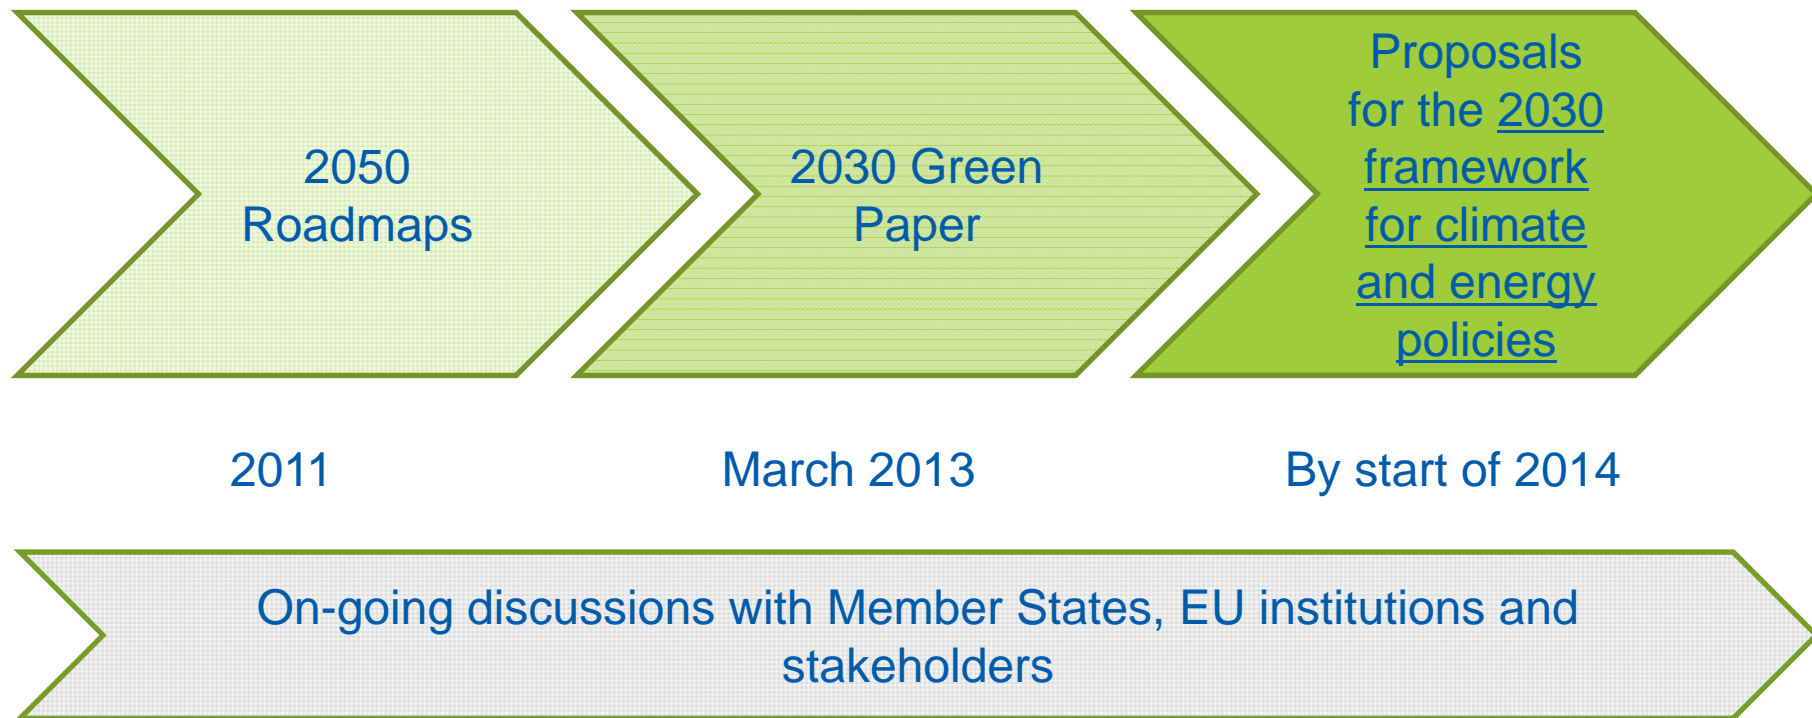 2050
Roadmaps
2030 Green
Paper
Proposals
for the 2030
framework
for climate
and energy
policies
2011
March 2013
By start of 2014
On-going discussions with Member States, EU institutions and
stakeholders